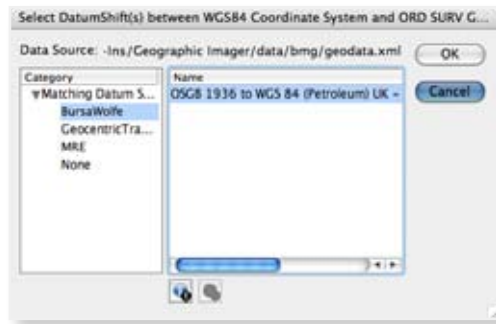 Select DatumShift(s) between WGS84 Coordinate System and ORD SURV G...
Data Source: -Ins/Geographic Imager/data/bmg/geodata.xml
OK
Cancel
Category
▼Matching Datum S...
BursaWolfe
GeocentricTra...
MRE
None
Name
OSGB 1936 to WGS 84 (Petroleum) UK –